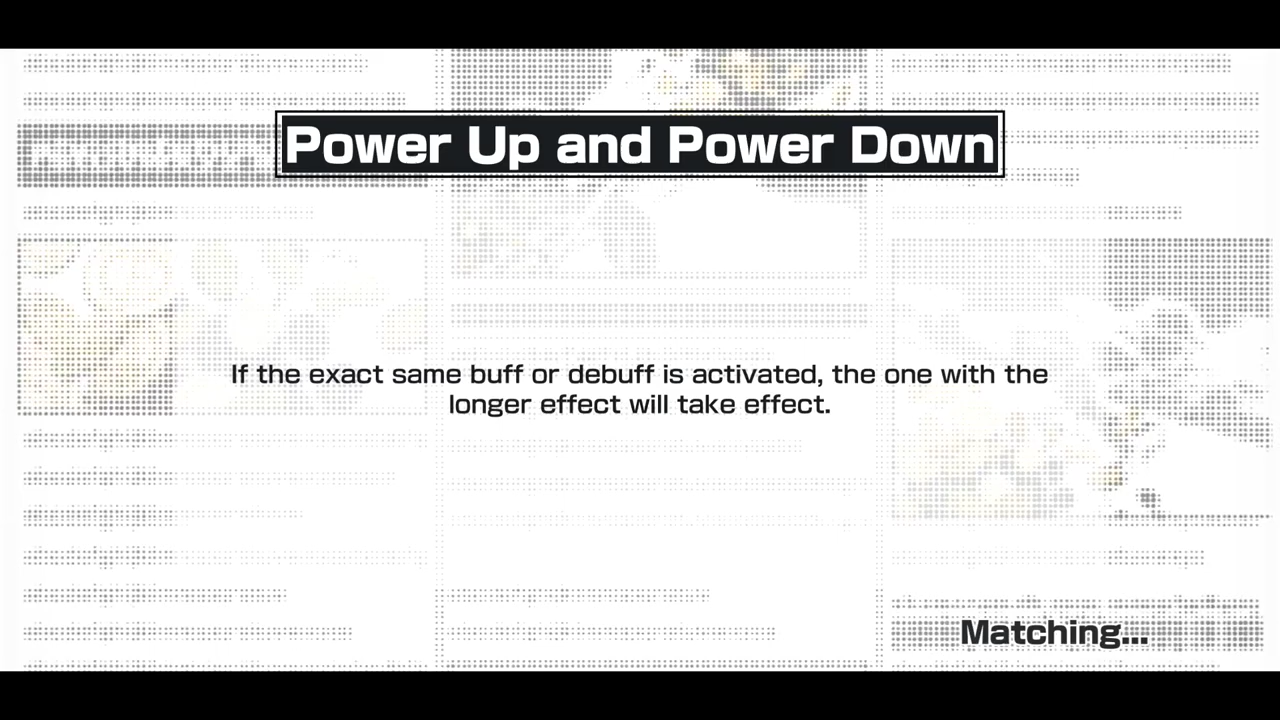 Power Up and Power Down
If the exact same buff or debuff is activated, the one with the
longer effect will take effect.
Matching...